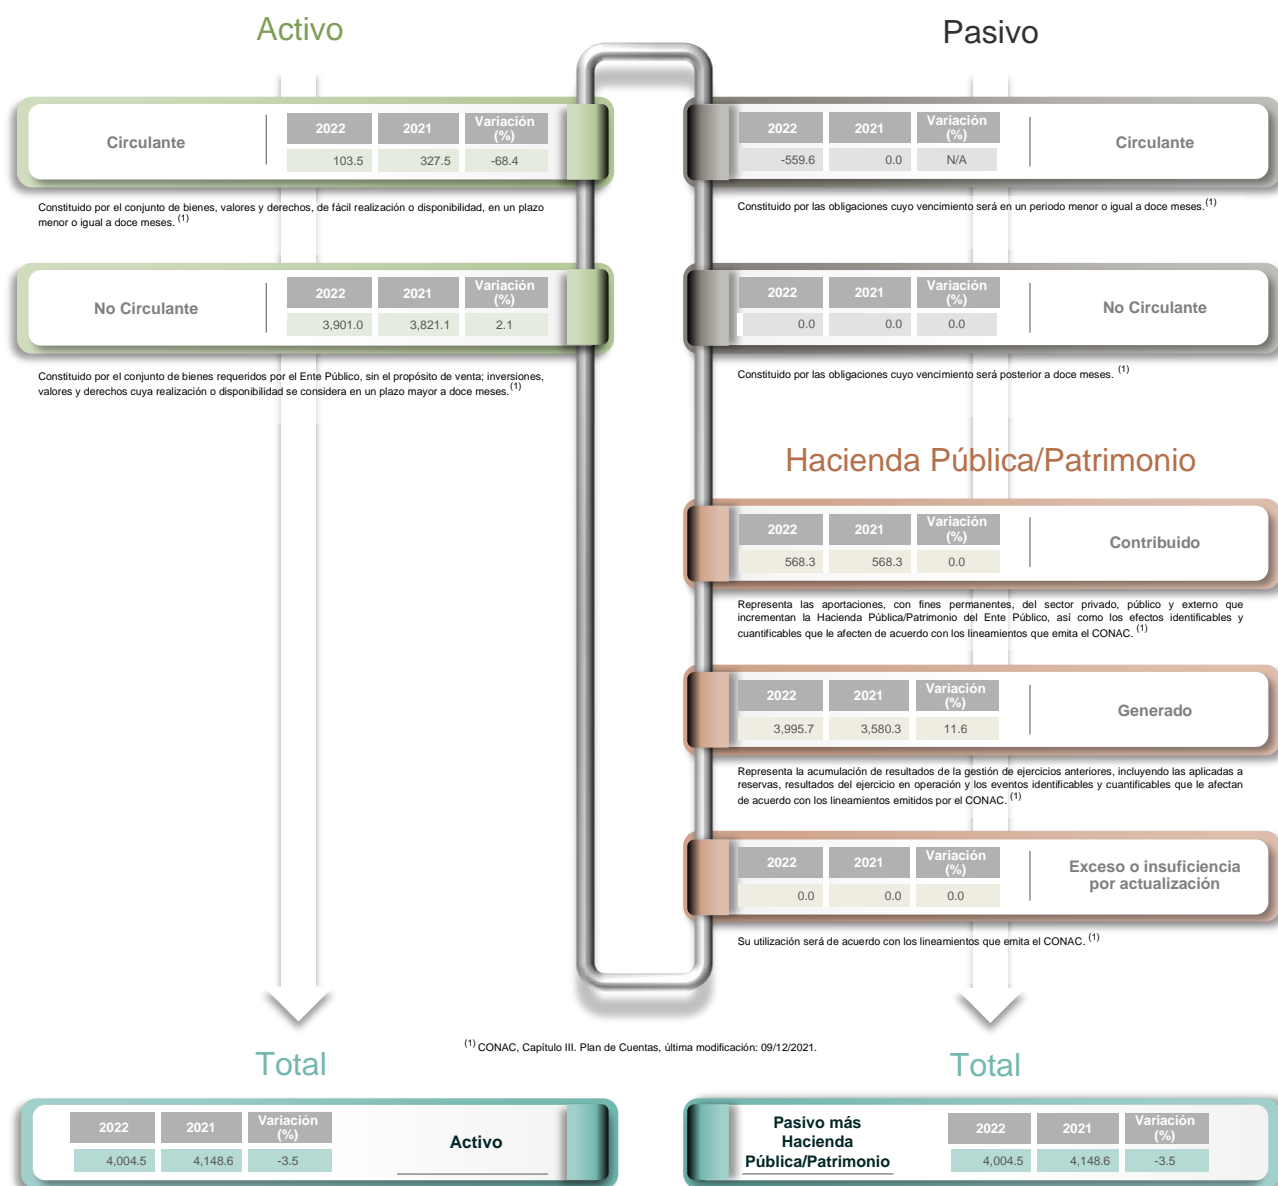 Activo
Circulante
2022 2021 Variación (%)
103.5 327.5 -68.4
Constituido por el conjunto de bienes, valores y derechos, de fácil realización o disponibilidad, en un plazo
menor o igual a doce meses. (1)
No Circulante
2022 2021 Variación (%)
3,901.0 3,821.1 2.1
Constituido por el conjunto de bienes requeridos por el Ente Público, sin el propósito de venta; inversiones,
valores y derechos cuya realización o disponibilidad se considera en un plazo mayor a doce meses. (1)
Pasivo
2022 2021 Variación (%)
-559.6 0.0 N/A
Circulante
Constituido por las obligaciones cuyo vencimiento será en un periodo menor o igual a doce meses. (1)
2022 2021 Variación (%)
0.0 0.0 0.0
No Circulante
Constituido por las obligaciones cuyo vencimiento será posterior a doce meses. (1)
Hacienda Pública/Patrimonio
2022 2021 Variación (%)
568.3 568.3 0.0
Contribuido
Representa las aportaciones, con fines permanentes, del sector privado, público y externo que
incrementan la Hacienda Pública/Patrimonio del Ente Público, así como los efectos identificables y
cuantificables que le afecten de acuerdo con los lineamientos que emita el CONAC. (1)
2022 2021 Variación (%)
3,995.7 3,580.3 11.6
Generado
Representa la acumulación de resultados de la gestión de ejercicios anteriores, incluyendo las aplicadas a
reservas, resultados del ejercicio en operación y los eventos identificables y cuantificables que le afectan
de acuerdo con los lineamientos emitidos por el CONAC. (1)
2022 2021 Variación (%)
0.0 0.0 0.0
Exceso o insuficiencia
por actualización
Su utilización será de acuerdo con los lineamientos que emita el CONAC. (1)
(1) CONAC, Capítulo III. Plan de Cuentas, última modificación: 09/12/2021.
Total
2022 2021 Variación (%)
4,004.5 4,148.6 -3.5
Activo
Total
Pasivo más
Hacienda
Pública/Patrimonio
2022 2021 Variación (%)
4,004.5 4,148.6 -3.5